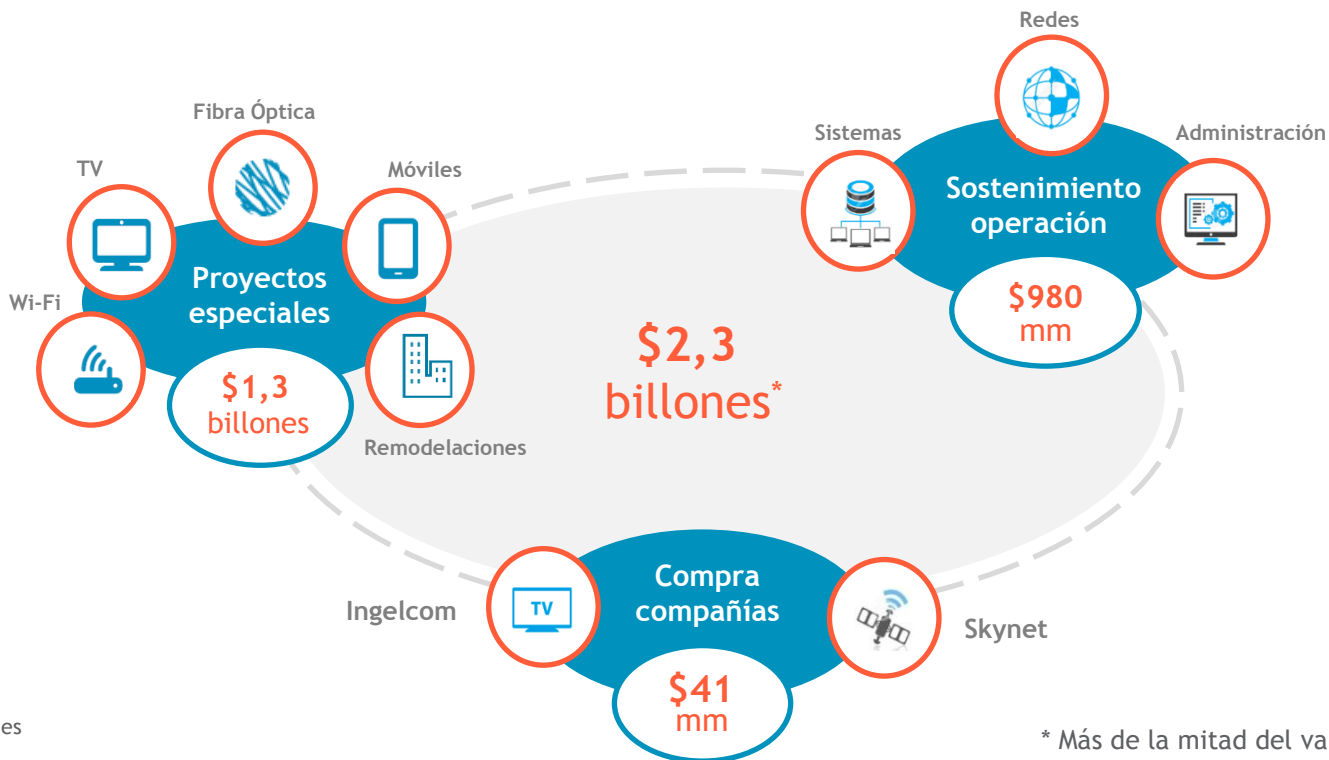 Redes
Fibra Óptica
Sistemas
Administración
TV
Móviles
Sostenimiento
operación
Proyectos
especiales
Wi-Fi
$980
mm
$2,3
billones*
$1,3
billones
Remodelaciones
Compra
compañías
Ingelcom
TV
Skynet
$41
mm
es
* Más de la mitad del va